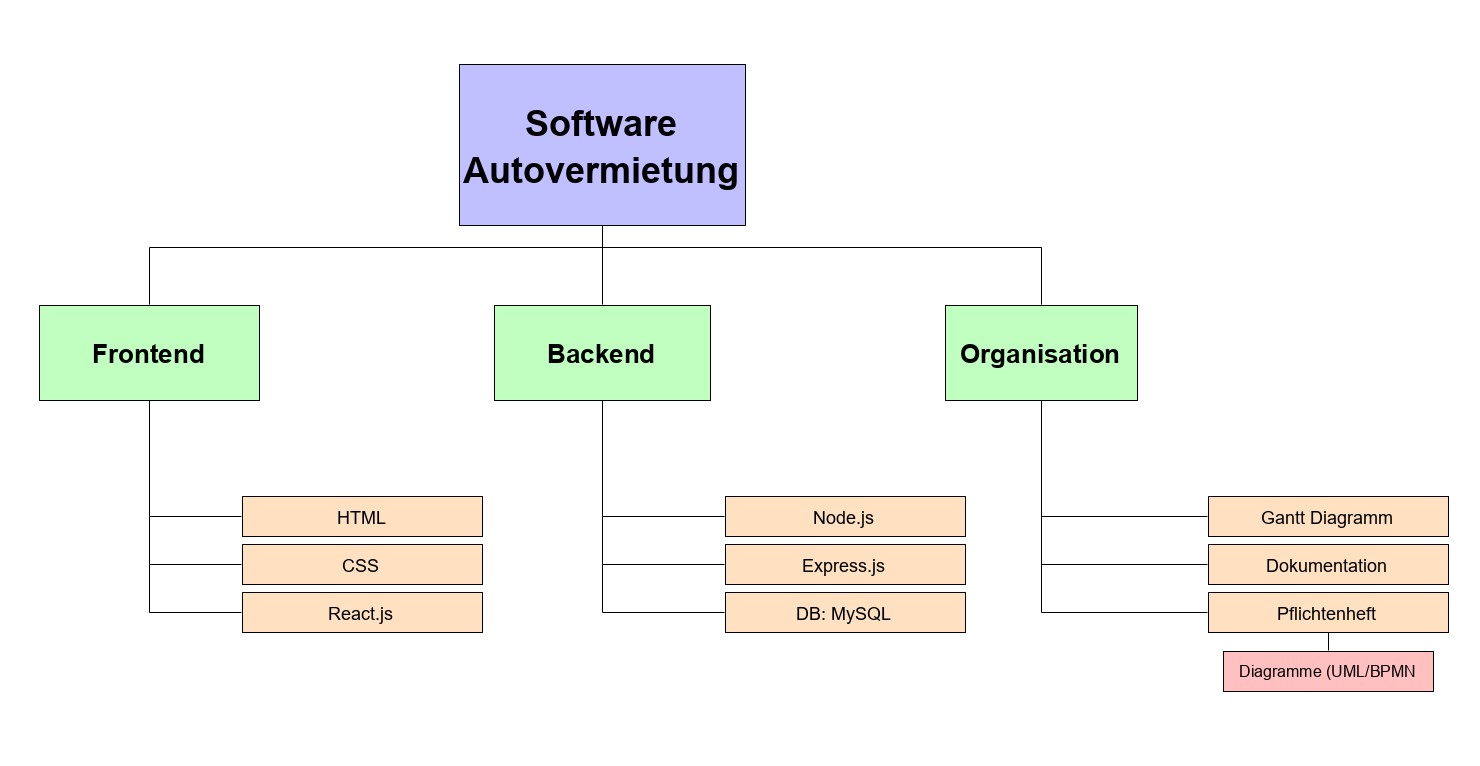 Software
Autovermietung
Frontend
Backend
Organisation
HTML
CSS
React.js
Node.js
Express.js
DB: MySQL
Gantt Diagramm
Dokumentation
Pflichtenheft
Diagramme (UML/BPMN